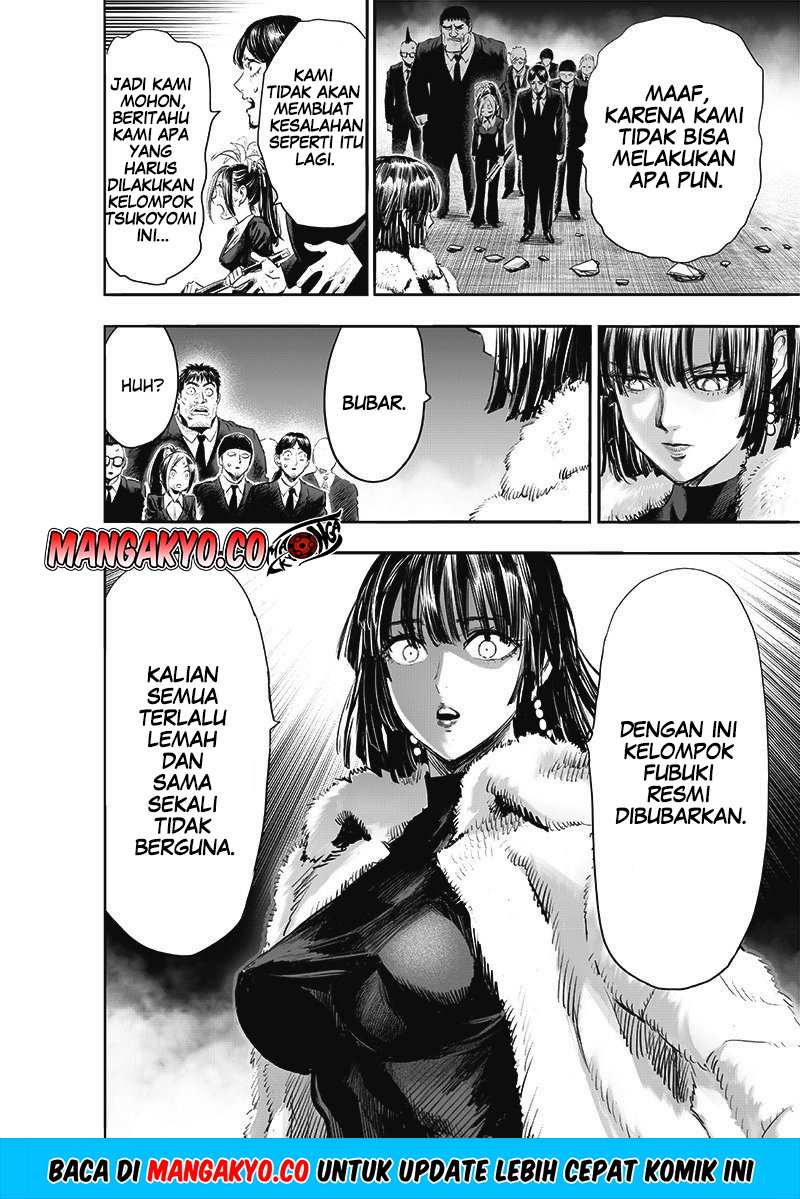 MAAF,
KARENA KAMI
TIDAK BISA
MELAKUKAN
APA PUN.
KAMI
TIDAK AKAN
MEMBUAT
KESALAHAN
SEPERTI ITU
LAGI.
JADI KAMI
MOHON,
BERITAHU
KAMI APA
YANG
HARUS
DILAKUKAN
KELOMPOK
TSUKOYOMI
INI...
BUBAR.
HUH?
MANGAKYO.CO
MANGA
KYO
DENGAN INI
KELOMPOK
FUBUKI
RESMI
DIBUBARKAN.
KALIAN
SEMUA
TERLALU
LEMAH
DAN
SAMA
SEKALI
TIDAK
BERGUNA.
BACA DI MANGAKYO.CO UNTUK UPDATE LEBIH CEPAT KOMIK INI